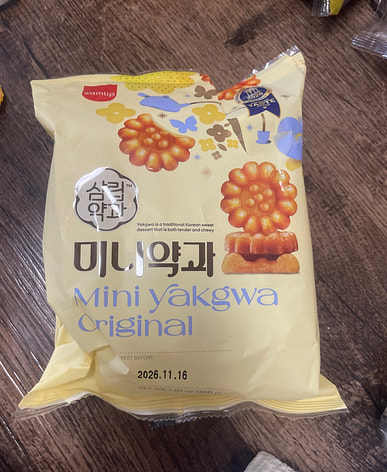 samlip
TASTE
삼립
약과
Yakgwa is a traditional Korean sweet
dessert that is both tender and chewy
미니약과
Mini yakgwa
Original
BEST BEFORE
2026.11.16